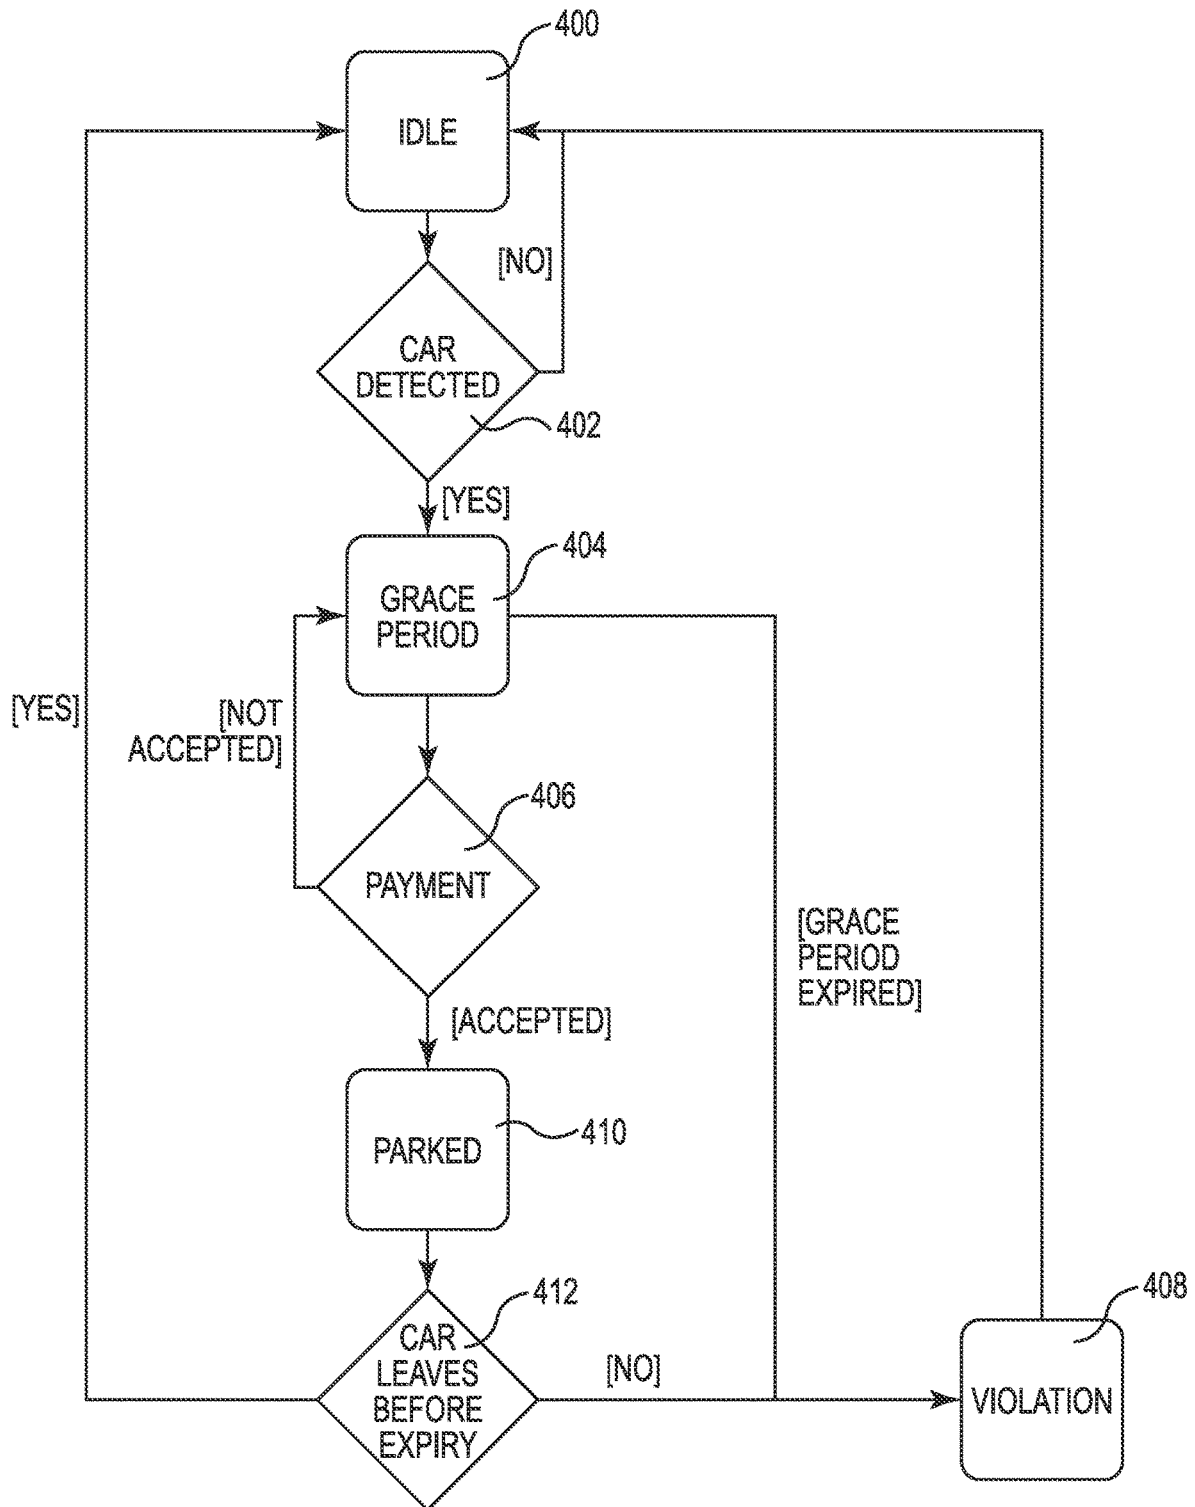 400
IDLE
[NO]
CAR
DETECTED
402
[YES]
404
GRACE
PERIOD
[YES]
[NOT
ACCEPTED]
406
PAYMENT
[GRACE
PERIOD
EXPIRED]
[ACCEPTED]
410
PARKED
412
CAR
LEAVES
BEFORE
EXPIRY
[NO]
408
VIOLATION